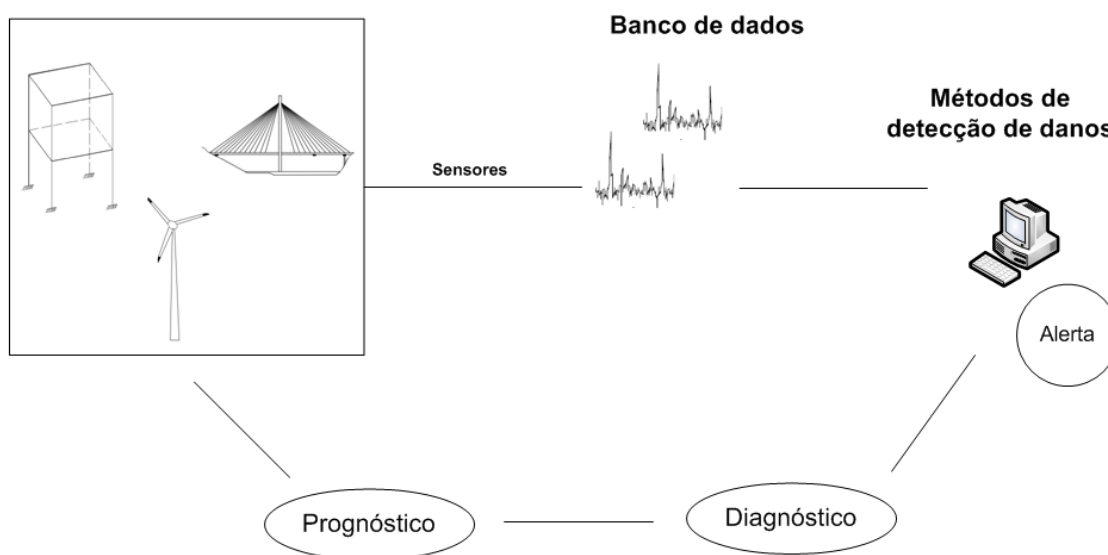 Banco de dados
Métodos de
detecção de danos
Sensores
Alerta
Prognóstico
Diagnóstico